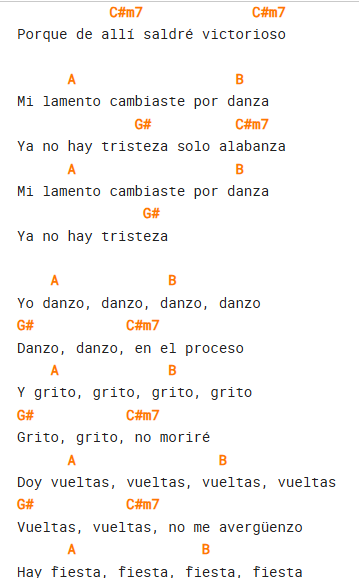 C#m7 C#m7
Porque de allí saldré victorioso
A B
Mi lamento cambiaste por danza
G# C#m7
Ya no hay tristeza solo alabanza
A B
Mi lamento cambiaste por danza
G#
Ya no hay tristeza
A B
Yo danzo, danzo, danzo, danzo
G# C#m7
Danzo, danzo, en el proceso
A B
Y grito, grito, grito, grito
G# C#m7
Grito, grito, no moriré
A B
Doy vueltas, vueltas, vueltas, vueltas
G# C#m7
Vueltas, vueltas, no me avergüenzo
A B
Hay fiesta, fiesta, fiesta, fiesta